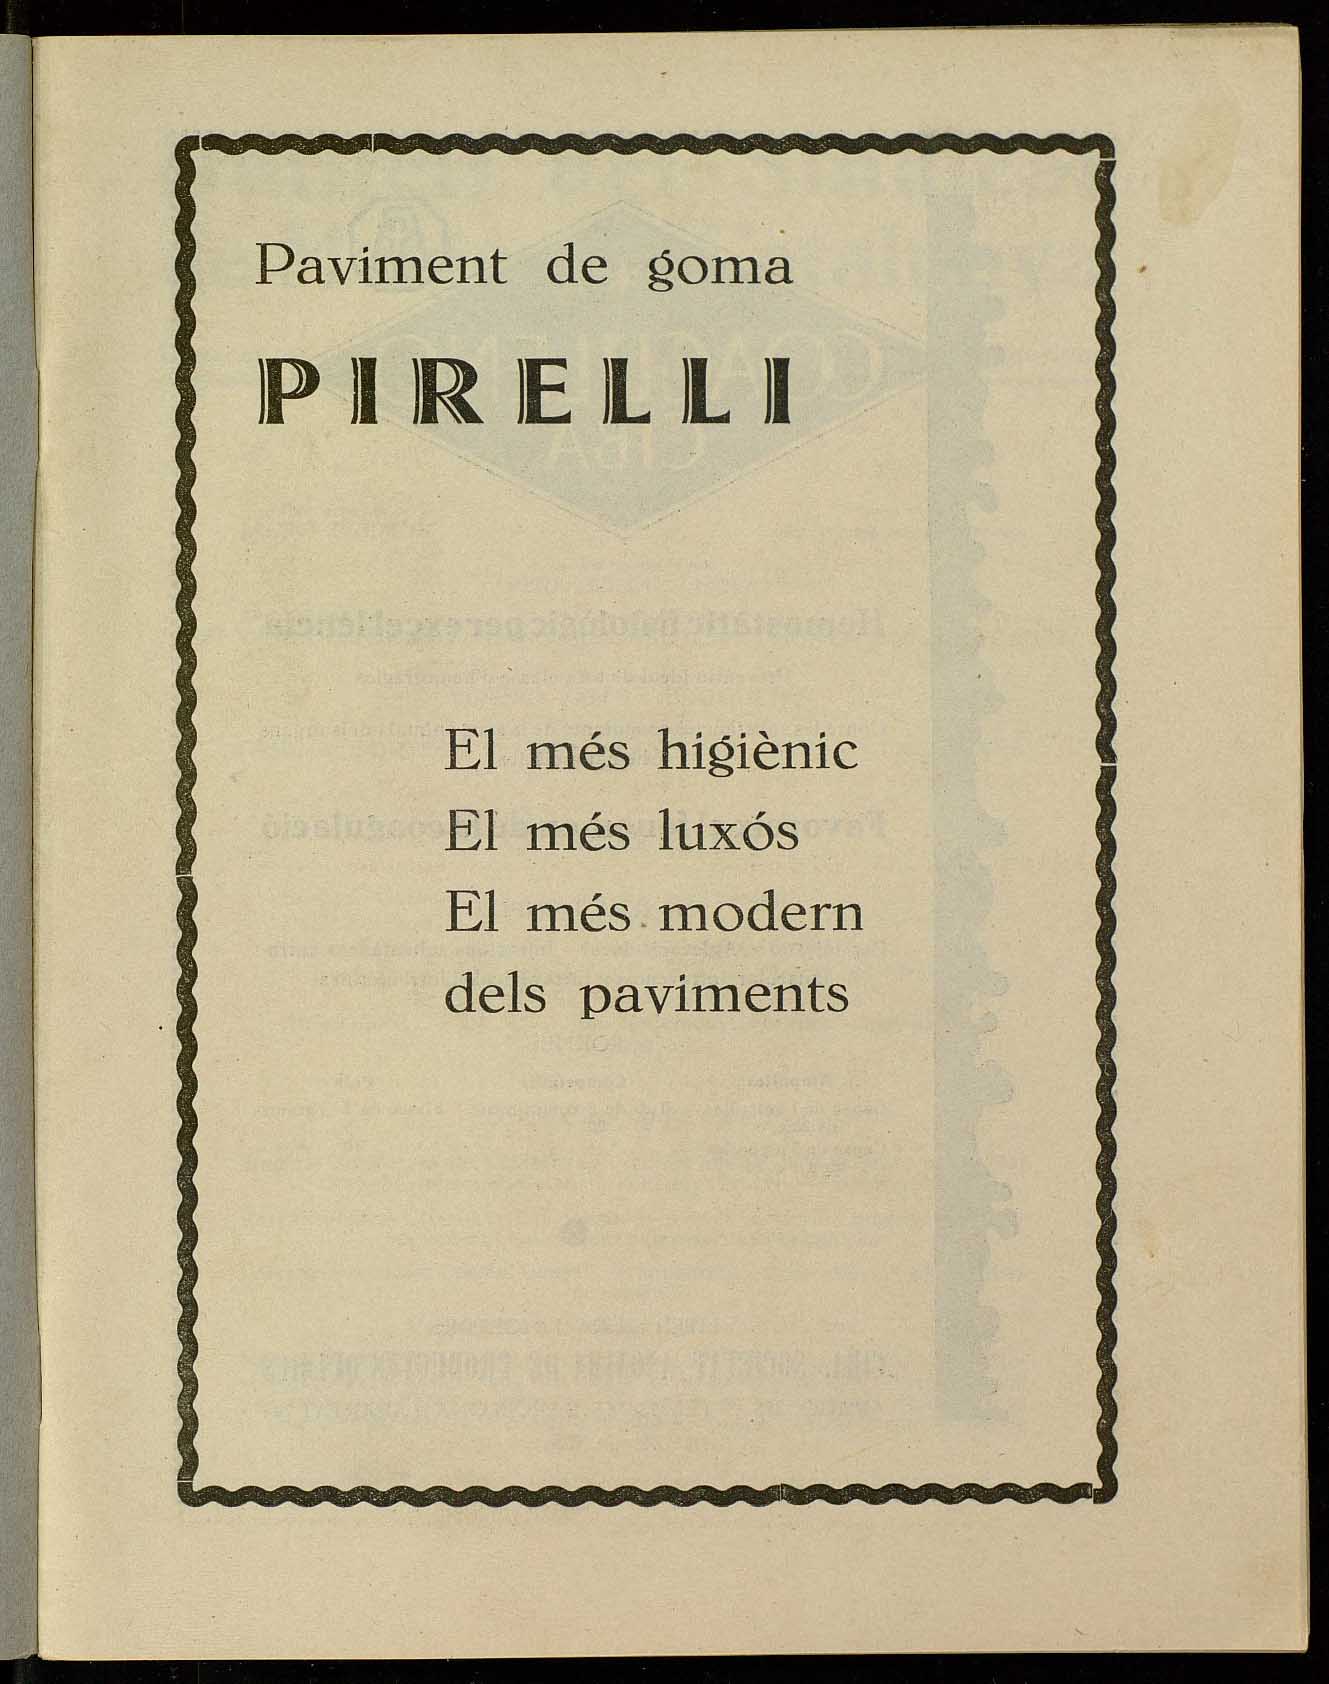 Paviment de goma
PIRELLI
El més higiènic
El més luxós
El més modern
dels paviments